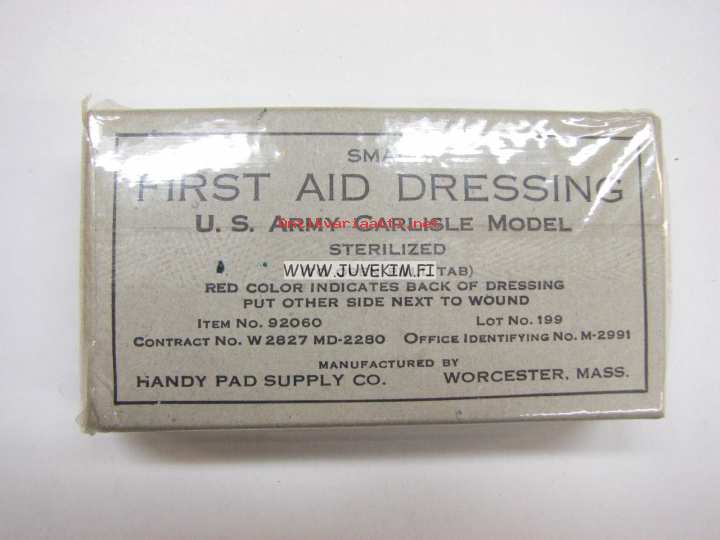 SMA
FIRST AID DRESSING
U. S. ARMY CARLISLE MODEL
STERILIZED
WWW.JUVEKIM.FI
TAB)
RED COLOR INDICATES BACK OF DRESSING
PUT OTHER SIDE NEXT TO WOUND
ITEM NO. 92060 LOT NO. 199
CONTRACT NO. W 2827 MD-2280 OFFICE IDENTIFYING NO. M-2991
MANUFACTURED BY
HANDY PAD SUPPLY CO. WORCESTER, MASS.